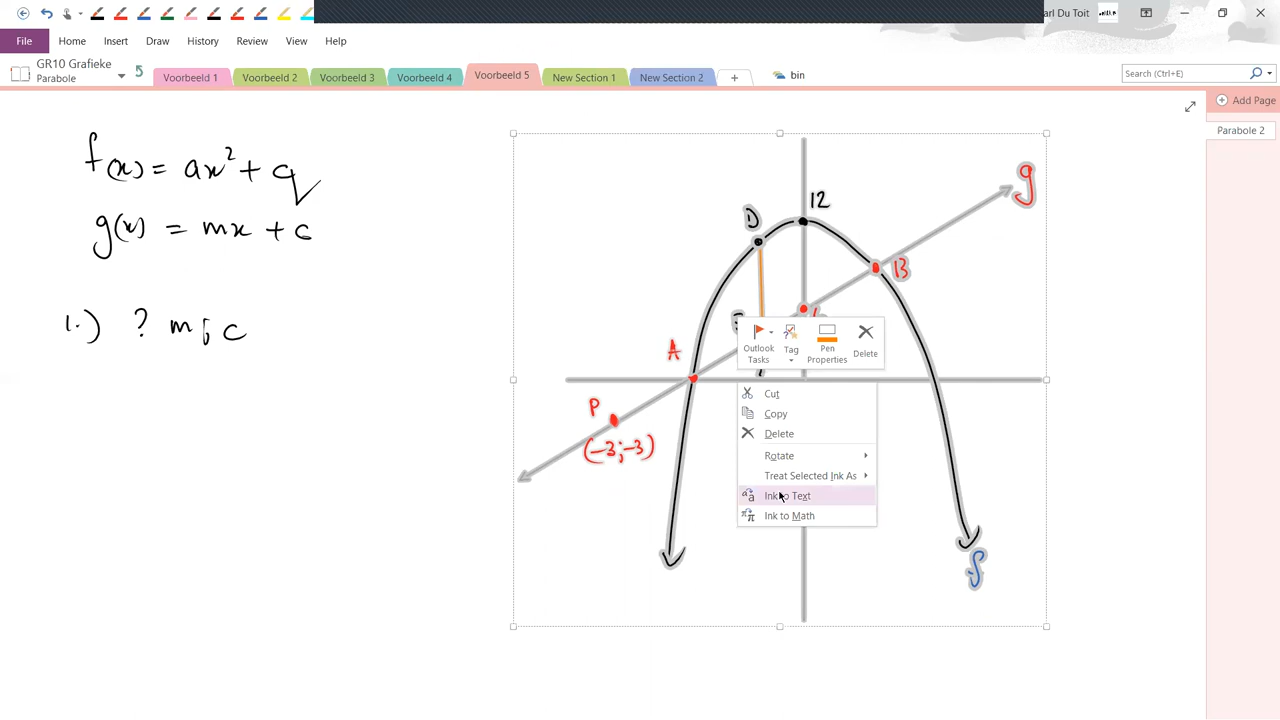 arl Du Toit
File Home Insert Draw History Review View Help
GR10 Grafieke
Parabole
Voorbeeld 1 Voorbeeld 2 Voorbeeld 3 Voorbeeld 4 Voorbeeld 5 New Section 1 New Section 2 + bin
Search (Ctrl+E)
Add Page
Parabole 2
f(x) = ax² + q
g(x) = mx + c
1.) ? m ; c
g
12
D
B
A
P
(-3;-3)
f
Outlook Tasks
Tag
Pen Properties
Delete
Cut
Copy
Delete
Rotate
Treat Selected Ink As
Ink to Text
Ink to Math